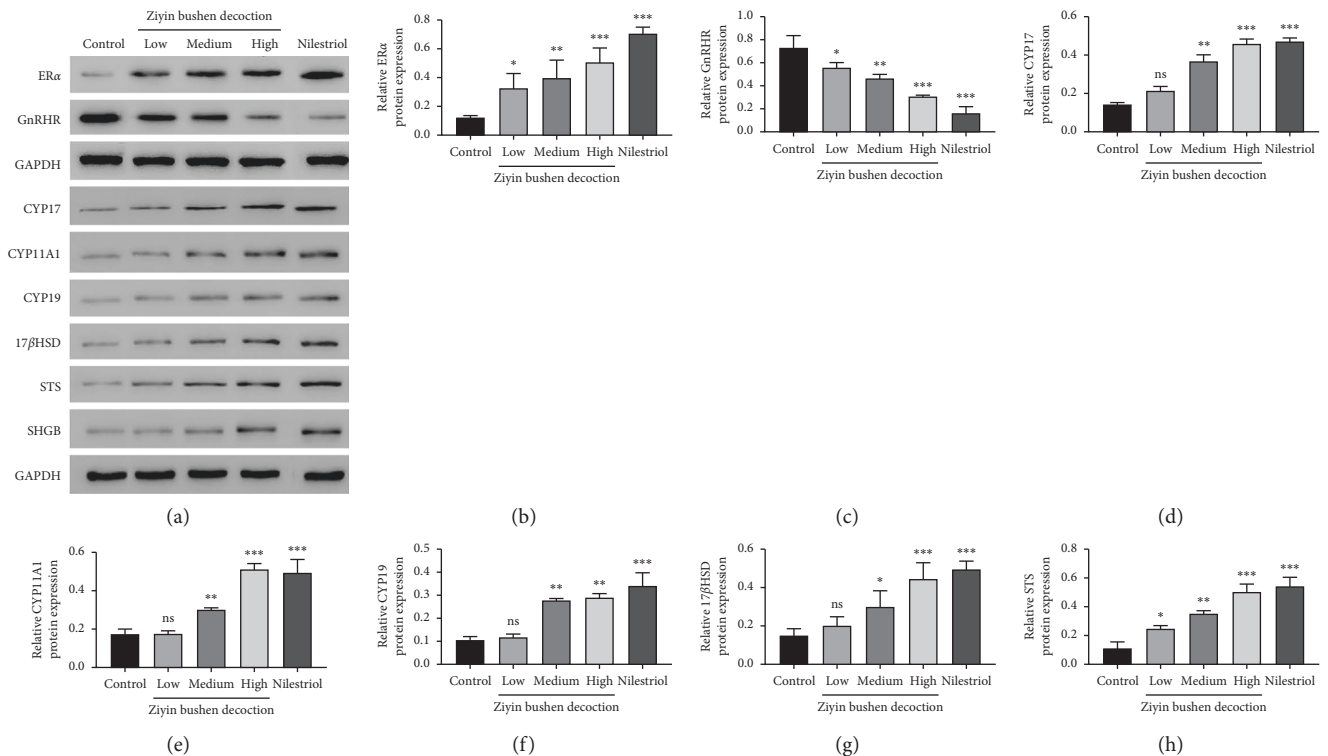 Ziyin bushen decoction
Control Low Medium High Nilestriol
ERα
GnRHR
GAPDH
CYP17
CYP11A1
CYP19
17βHSD
STS
SHGB
GAPDH
(a)
Relative ERα
protein expression
0.8
0.6
0.4
0.2
0.0
* ** *** ***
Control Low Medium High Nilestriol
Ziyin bushen decoction
(b)
Relative GnRHR
protein expression
1.0
0.8
0.6
0.4
0.2
0.0
* ** *** ***
Control Low Medium High Nilestriol
Ziyin bushen decoction
(c)
Relative CYP17
protein expression
0.6
0.4
0.2
0.0
ns ** *** ***
Control Low Medium High Nilestriol
Ziyin bushen decoction
(d)
Relative CYP11A1
protein expression
0.6
0.4
0.2
0.0
ns ** *** ***
Control Low Medium High Nilestriol
Ziyin bushen decoction
(e)
Relative CYP19
protein expression
0.5
0.4
0.3
0.2
0.1
0.0
ns ** ** ***
Control Low Medium High Nilestriol
Ziyin bushen decoction
(f)
Relative 17βHSD
protein expression
0.6
0.4
0.2
0.0
ns * *** ***
Control Low Medium High Nilestriol
Ziyin bushen decoction
(g)
Relative STS
protein expression
0.8
0.6
0.4
0.2
0.0
* ** *** ***
Control Low Medium High Nilestriol
Ziyin bushen decoction
(h)